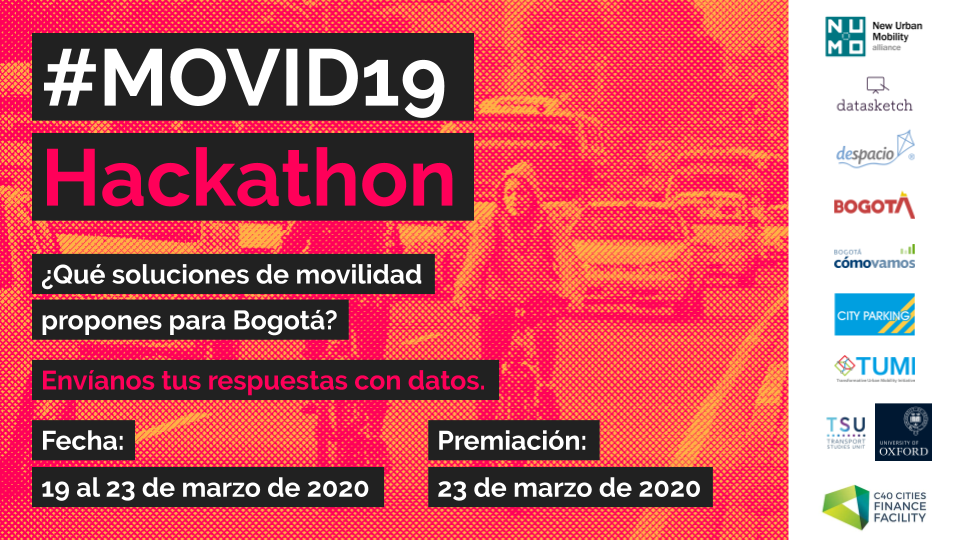 #MOVID19
Hackathon
¿Qué soluciones de movilidad
propones para Bogotá?
Envíanos tus respuestas con datos.
Fecha:
19 al 23 de marzo de 2020
Premiación:
23 de marzo de 2020
NUMO
New Urban
Mobility
alliance
datasketch
despacio®
BOGOTÁ
BOGOTÁ
cómovamos
CITY PARKING
TUMI
Transformative Urban Mobility Initiative
TSU
TRANSPORT
STUDIES UNIT
UNIVERSITY OF
OXFORD
C40 CITIES
FINANCE
FACILITY